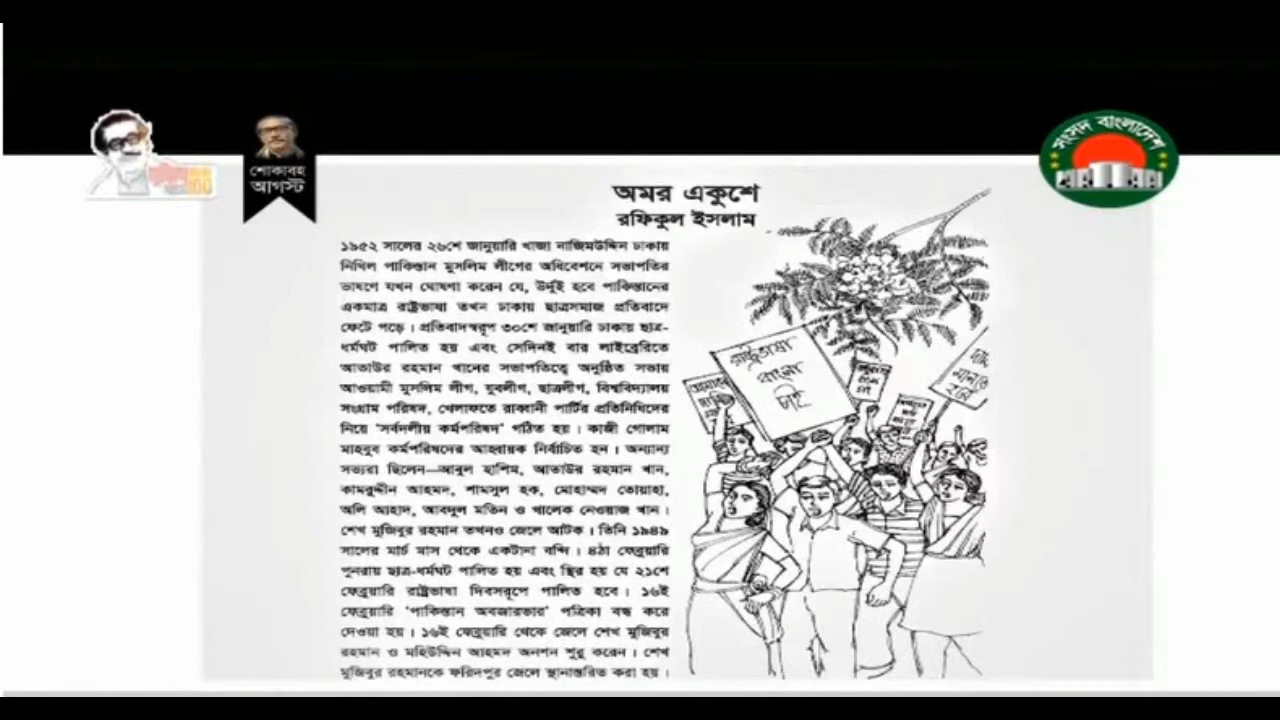 শোকাবহ
আগস্ট
সংসদ বাংলাদেশ
অমর একুশে
রফিকুল ইসলাম
১৯৫২ সালের ২৬শে জানুয়ারি খাজা নাজিমউদ্দিন ঢাকায়
নিখিল পাকিস্তান মুসলিম লীগের অধিবেশনে সভাপতির
ভাষণে যখন ঘোষণা করেন যে, উর্দুই হবে পাকিস্তানের
একমাত্র রাষ্ট্রভাষা তখন ঢাকায় ছাত্রসমাজ প্রতিবাদে
ফেটে পড়ে। প্রতিবাদস্বরূপ ৩০শে জানুয়ারি ঢাকায় ছাত্র-
ধর্মঘট পালিত হয় এবং সেদিনই বার লাইব্রেরিতে
আতাউর রহমান খানের সভাপতিত্বে অনুষ্ঠিত সভায়
আওয়ামী মুসলিম লীগ, যুবলীগ, ছাত্রলীগ, বিশ্ববিদ্যালয়
সংগ্রাম পরিষদ, খেলাফতে রাব্বানী পার্টির প্রতিনিধিদের
নিয়ে ‘সর্বদলীয় কর্মপরিষদ’ গঠিত হয়। কাজী গোলাম
মাহবুব কর্মপরিষদের আহ্বায়ক নির্বাচিত হন। অন্যান্য
সভ্যরা ছিলেন—আবুল হাশিম, আতাউর রহমান খান,
কামরুদ্দীন আহমদ, শামসুল হক, মোহাম্মদ তোয়াহা,
অলি আহাদ, আবদুল মতিন ও খালেক নেওয়াজ খান।
শেখ মুজিবুর রহমান তখনও জেলে আটক। তিনি ১৯৪৯
সালের মার্চ মাস থেকে একটানা বন্দি। ৪ঠা ফেব্রুয়ারি
পুনরায় ছাত্র-ধর্মঘট পালিত হয় এবং স্থির হয় যে ২১শে
ফেব্রুয়ারি রাষ্ট্রভাষা দিবসরূপে পালিত হবে। ১৬ই
ফেব্রুয়ারি ‘পাকিস্তান অবজারভার’ পত্রিকা বন্ধ করে
দেওয়া হয়। ১৬ই ফেব্রুয়ারি থেকে জেলে শেখ মুজিবুর
রহমান ও মহিউদ্দিন আহমদ অনশন শুরু করেন। শেখ
মুজিবুর রহমানকে ফরিদপুর জেলে স্থানান্তরিত করা হয়।
রাষ্ট্রভাষা
বাংলা
চাই